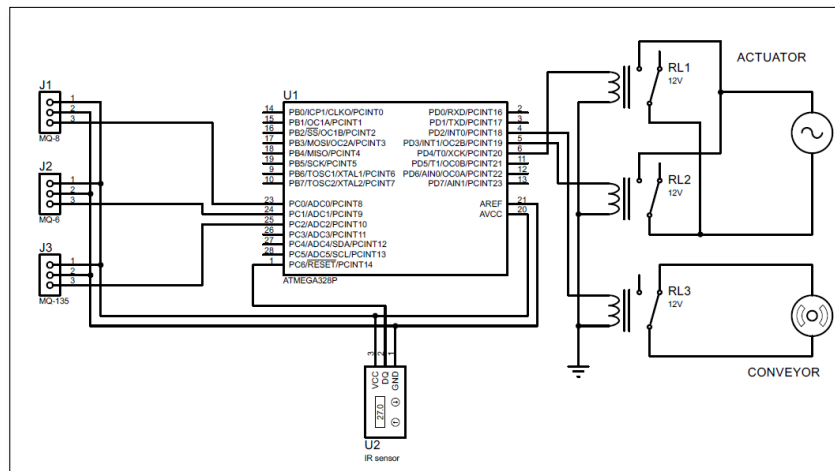 J1
1
2
3
MQ-8
J2
1
2
3
MQ-6
J3
1
2
3
MQ-135
U1
14 PB0/ICP1/CLKO/PCINT0
15 PB1/OC1A/PCINT1
16 PB2/SS/OC1B/PCINT2
17 PB3/MOSI/OC2A/PCINT3
18 PB4/MISO/PCINT4
19 PB5/SCK/PCINT5
9 PB6/TOSC1/XTAL1/PCINT6
10 PB7/TOSC2/XTAL2/PCINT7
23 PC0/ADC0/PCINT8
24 PC1/ADC1/PCINT9
25 PC2/ADC2/PCINT10
26 PC3/ADC3/PCINT11
27 PC4/ADC4/SDA/PCINT12
28 PC5/ADC5/SCL/PCINT13
1 PC6/RESET/PCINT14
PD0/RXD/PCINT16 2
PD1/TXD/PCINT17 3
PD2/INT0/PCINT18 4
PD3/INT1/OC2B/PCINT19 5
PD4/T0/XCK/PCINT20 6
PD5/T1/OC0B/PCINT21 11
PD6/AIN0/OC0A/PCINT22 12
PD7/AIN1/PCINT23 13
AREF 21
AVCC 20
ATMEGA328P
3 2 1
VCC DQ GND
27.0
U2
IR sensor
RL1
12V
ACTUATOR
RL2
12V
RL3
12V
CONVEYOR